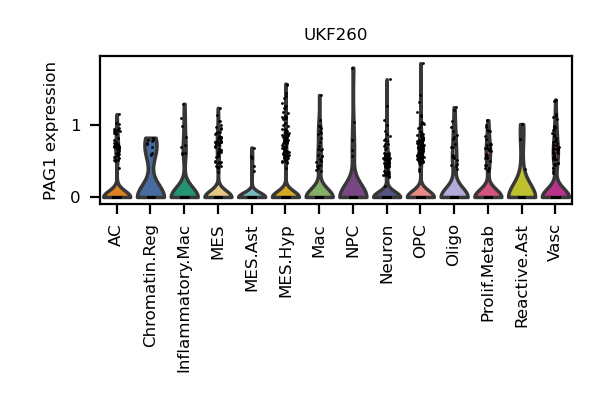 UKF260
PAG1 expression
1
0
AC
Chromatin.Reg
Inflammatory.Mac
MES
MES.Ast
MES.Hyp
Mac
NPC
Neuron
OPC
Oligo
Prolif.Metab
Reactive.Ast
Vasc